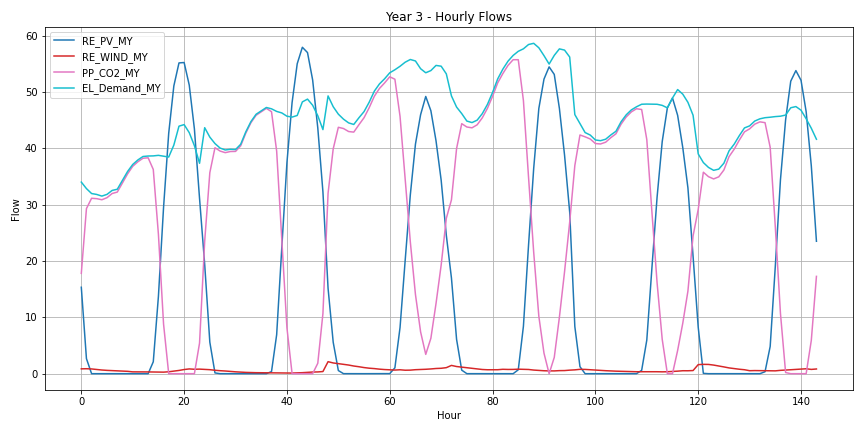 Year 3 - Hourly Flows
RE_PV_MY
RE_WIND_MY
PP_CO2_MY
EL_Demand_MY
60
50
40
30
20
10
0
Flow
0 20 40 60 80 100 120 140
Hour